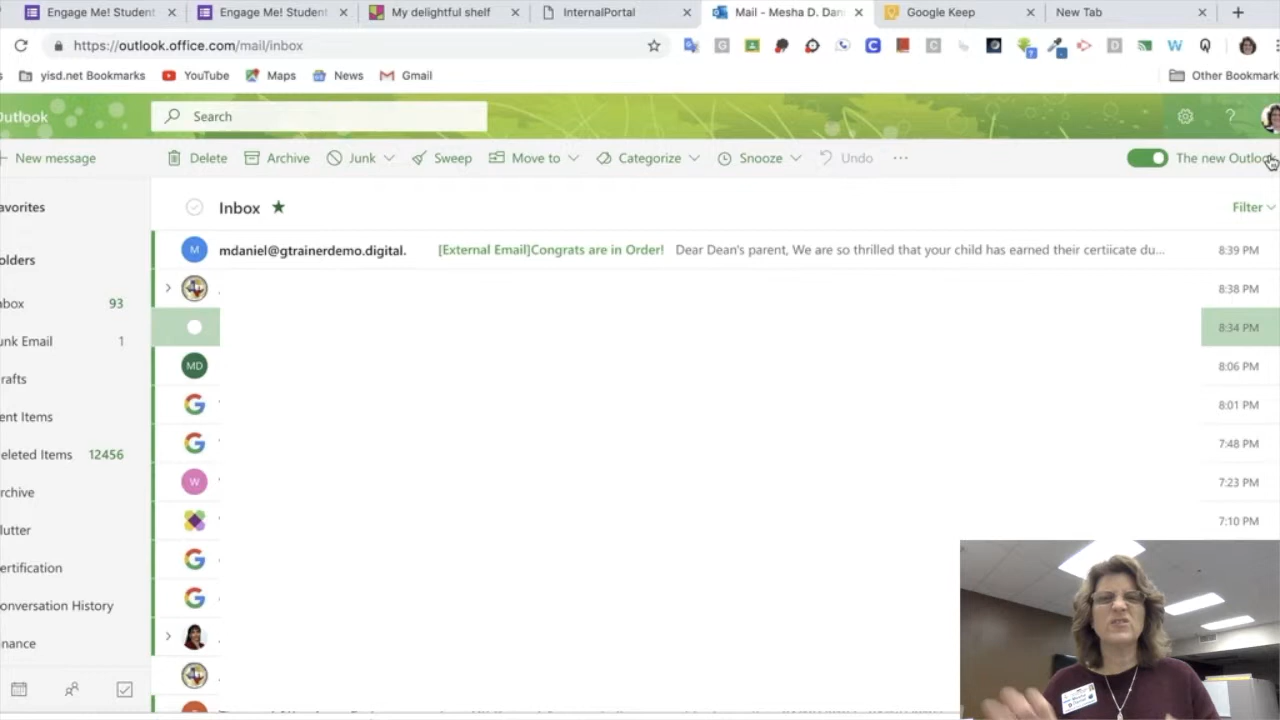 Engage Me! Student
Engage Me! Student
My delightful shelf
InternalPortal
Mail - Mesha D. Dan
Google Keep
New Tab
https://outlook.office.com/mail/inbox
yisd.net Bookmarks
YouTube
Maps
News
Gmail
Other Bookmark
Outlook
Search
New message
Delete
Archive
Junk
Sweep
Move to
Categorize
Snooze
Undo
The new Outlook
avorites
Inbox
Filter
mdaniel@gtrainerdemo.digital.
[External Email]Congrats are in Order!
Dear Dean's parent, We are so thrilled that your child has earned their certiicate du...
8:39 PM
olders
8:38 PM
nbox
93
8:34 PM
unk Email
1
MD
8:06 PM
rafts
8:01 PM
ent Items
7:48 PM
eleted Items
12456
W
7:23 PM
rchive
7:10 PM
lutter
ertification
onversation History
inance